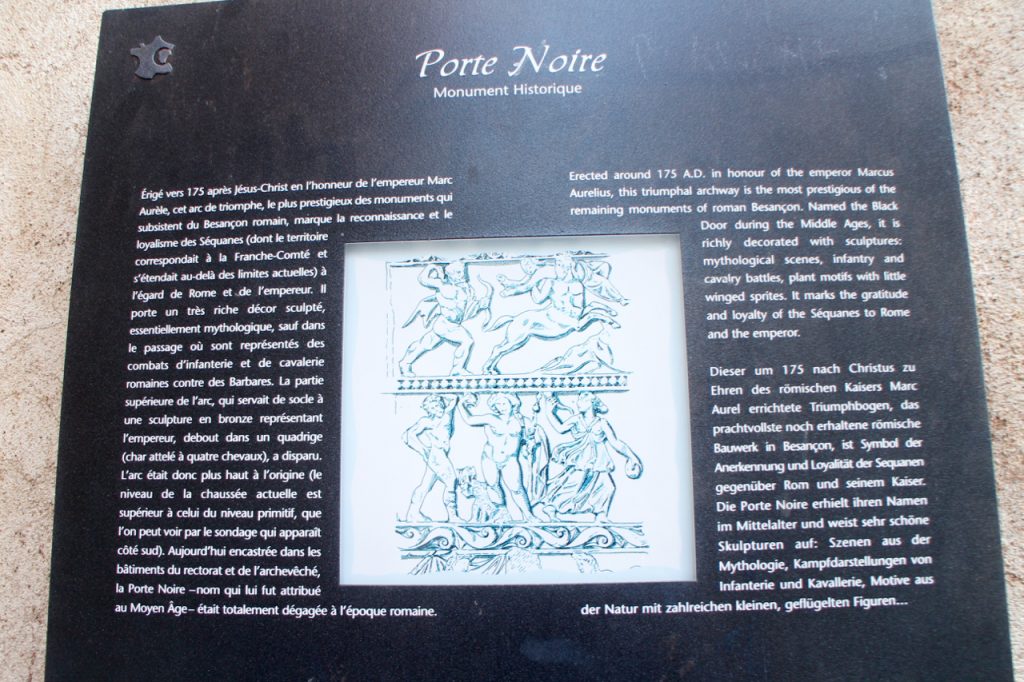 Porte Noire
Monument Historique
Érigé vers 175 après Jésus-Christ en l'honneur de l'empereur Marc
Aurèle, cet arc de triomphe, le plus prestigieux des monuments qui
subsistent du Besançon romain, marque la reconnaissance et le
loyalisme des Séquanes (dont le territoire
correspondait à la Franche-Comté et
s'étendait au-delà des limites actuelles) à
l'égard de Rome et de l'empereur. Il
porte un très riche décor sculpté,
essentiellement mythologique, sauf dans
le passage où sont représentés des
combats d'infanterie et de cavalerie
romaines contre des Barbares. La partie
supérieure de l'arc, qui servait de socle à
une sculpture en bronze représentant
l'empereur, debout dans un quadrige
(char attelé à quatre chevaux), a disparu.
L'arc était donc plus haut à l'origine (le
niveau de la chaussée actuelle est
supérieur à celui du niveau primitif, que
l'on peut voir par le sondage qui apparaît
côté sud). Aujourd'hui encastrée dans les
bâtiments du rectorat et de l'archevêché,
la Porte Noire –nom qui lui fut attribué
au Moyen Âge– était totalement dégagée à l'époque romaine.
Erected around 175 A.D. in honour of the emperor Marcus
Aurelius, this triumphal archway is the most prestigious of the
remaining monuments of roman Besançon. Named the Black
Door during the Middle Ages, it is
richly decorated with sculptures:
mythological scenes, infantry and
cavalry battles, plant motifs with little
winged sprites. It marks the gratitude
and loyalty of the Séquanes to Rome
and the emperor.
Dieser um 175 nach Christus zu
Ehren des römischen Kaisers Marc
Aurel errichtete Triumphbogen, das
prachtvollste noch erhaltene römische
Bauwerk in Besançon, ist Symbol der
Anerkennung und Loyalität der Sequanen
gegenüber Rom und seinem Kaiser.
Die Porte Noire erhielt ihren Namen
im Mittelalter und weist sehr schöne
Skulpturen auf: Szenen aus der
Mythologie, Kampfdarstellungen von
Infanterie und Kavallerie, Motive aus
der Natur mit zahlreichen kleinen, geflügelten Figuren...